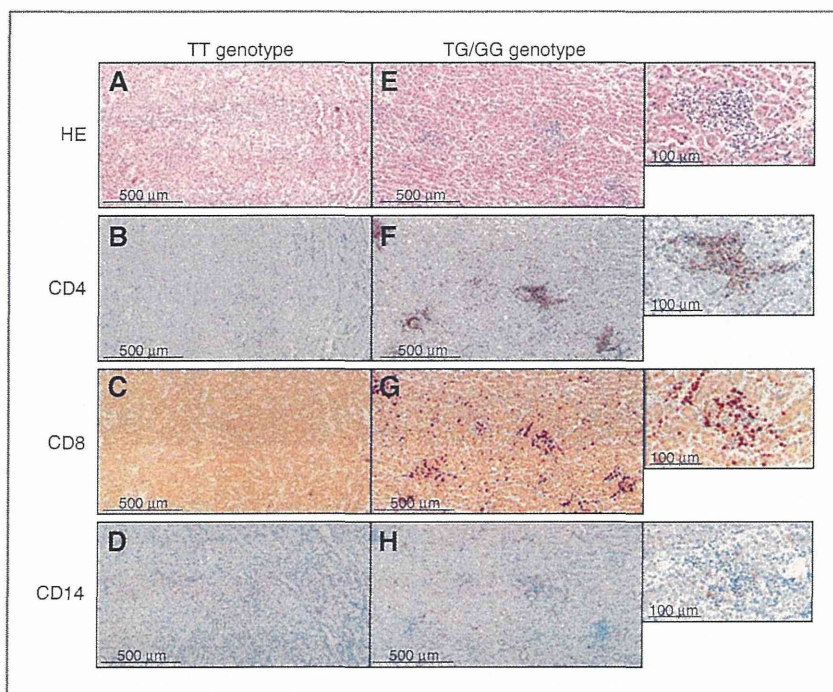 TT genotype
TG/GG genotype
HE
A
500 µm
E
500 µm
100 µm
CD4
B
500 µm
F
500 µm
100 µm
CD8
C
500 µm
G
500 µm
100 µm
CD14
D
500 µm
H
500 µm
100 µm